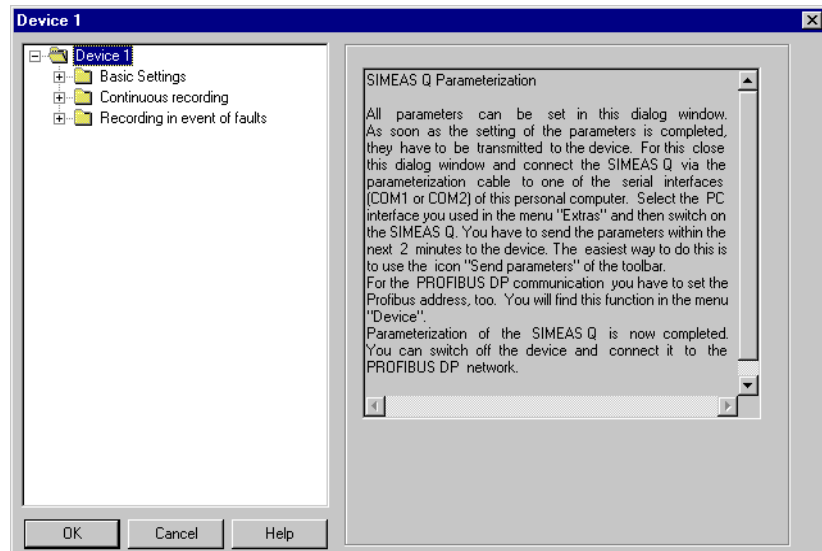 Device 1
Device 1
Basic Settings
Continuous recording
Recording in event of faults
SIMEAS Q Parameterization
All parameters can be set in this dialog window.
As soon as the setting of the parameters is completed,
they have to be transmitted to the device. For this close
this dialog window and connect the SIMEAS Q via the
parameterization cable to one of the serial interfaces
(COM1 or COM2) of this personal computer. Select the PC
interface you used in the menu "Extras" and then switch on
the SIMEAS Q. You have to send the parameters within the
next 2 minutes to the device. The easiest way to do this is
to use the icon "Send parameters" of the toolbar.
For the PROFIBUS DP communication you have to set the
Profibus address, too. You will find this function in the menu
"Device".
Parameterization of the SIMEAS Q is now completed.
You can switch off the device and connect it to the
PROFIBUS DP network.
OK Cancel Help